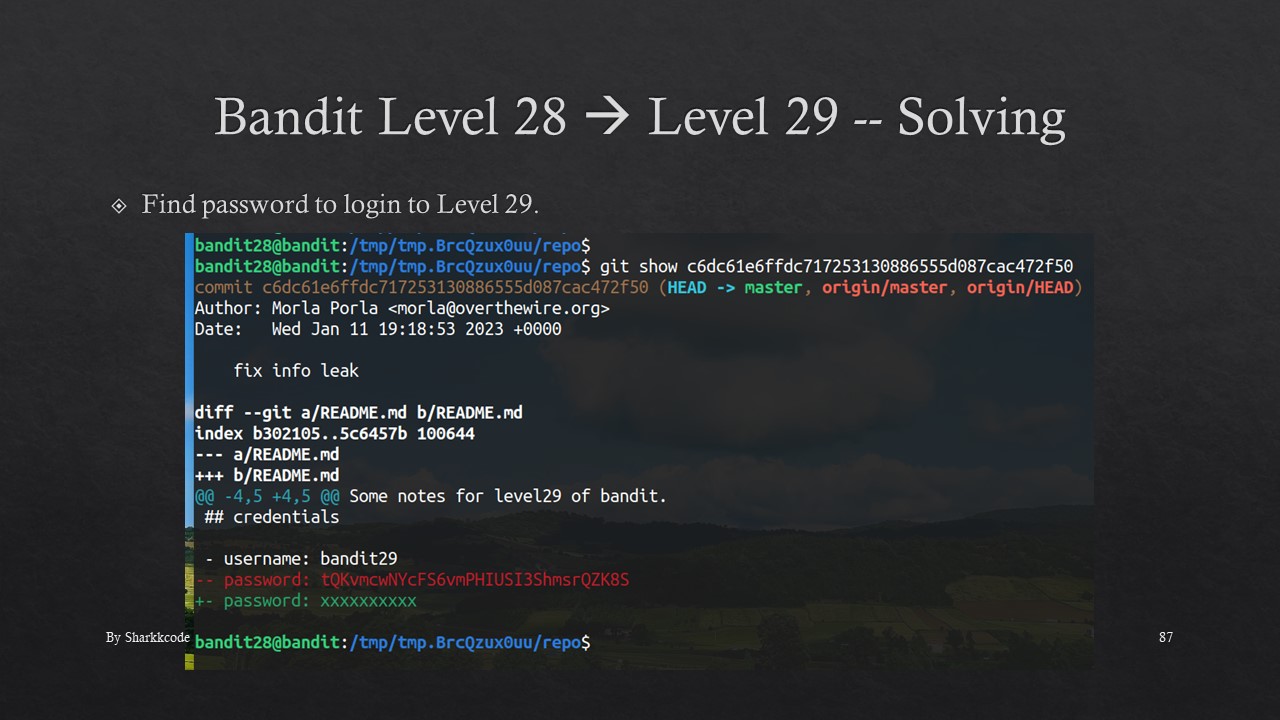 Bandit Level 28 → Level 29 -- Solving
Find password to login to Level 29.
bandit28@bandit:/tmp/tmp.BrcQzux0uu/repo$
bandit28@bandit:/tmp/tmp.BrcQzux0uu/repo$ git show c6dc61e6ffdc717253130886555d087cac472f50
commit c6dc61e6ffdc717253130886555d087cac472f50 (HEAD -> master, origin/master, origin/HEAD)
Author: Morla Porla <morla@overthewire.org>
Date:   Wed Jan 11 19:18:53 2023 +0000
    fix info leak
diff --git a/README.md b/README.md
index b302105..5c6457b 100644
--- a/README.md
+++ b/README.md
@@ -4,5 +4,5 @@ Some notes for level29 of bandit.
 ## credentials
 - username: bandit29
-- password: tQKvmcwNYcFS6vmPHIUSI3ShmsrQZK8S
+- password: xxxxxxxxxx
bandit28@bandit:/tmp/tmp.BrcQzux0uu/repo$
By Sharkkcode
87